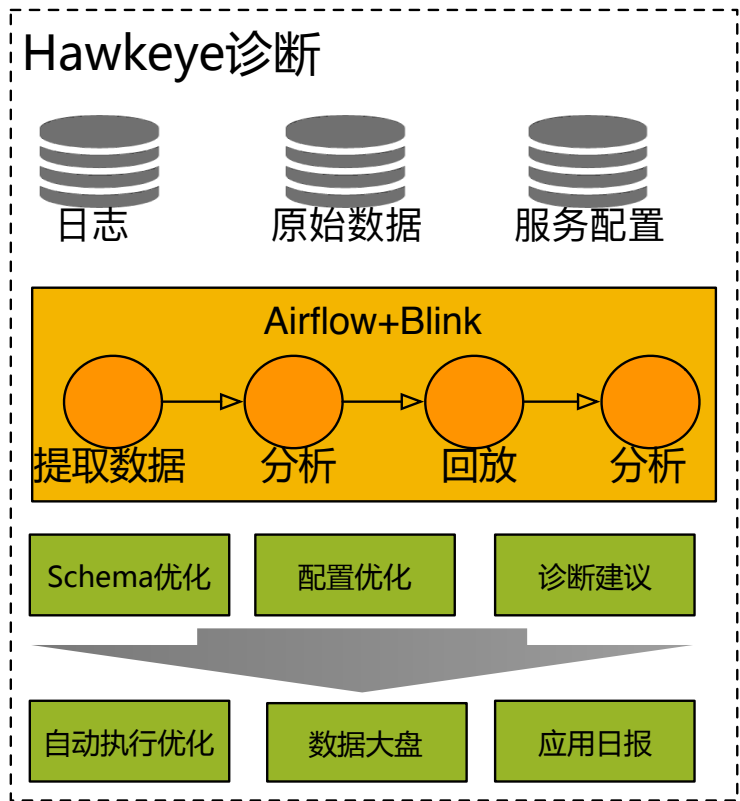 Hawkeye诊断
日志
原始数据
服务配置
Airflow+Blink
提取数据
分析
回放
分析
Schema优化
配置优化
诊断建议
自动执行优化
数据大盘
应用日报